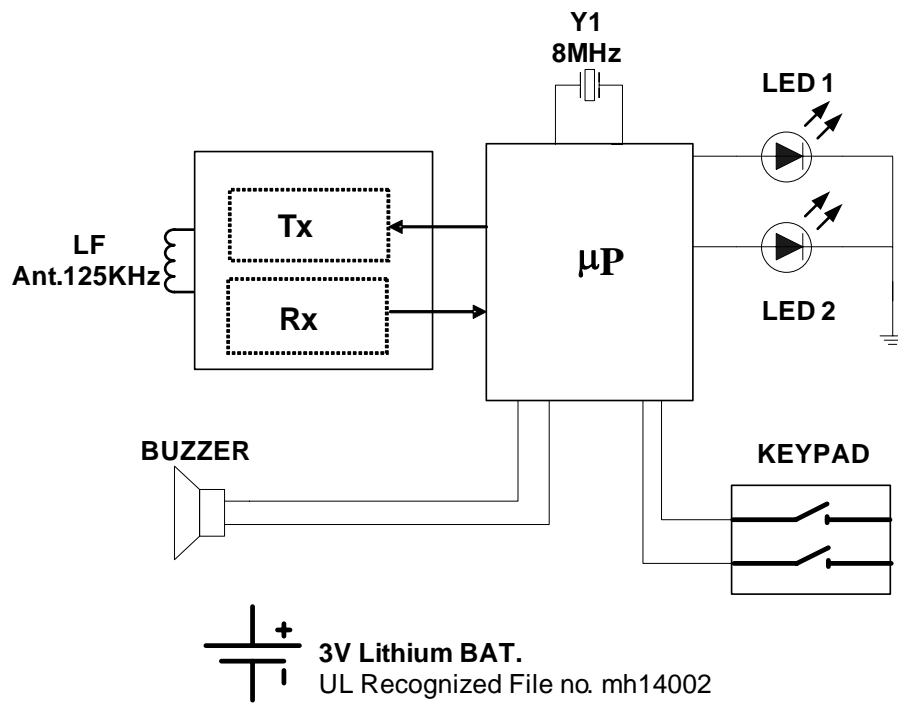 Y1
8MHz
LED 1
Tx
LF
Ant.125KHz
μP
Rx
LED 2
BUZZER
KEYPAD
+
3V Lithium BAT.
UL Recognized File no. mh14002